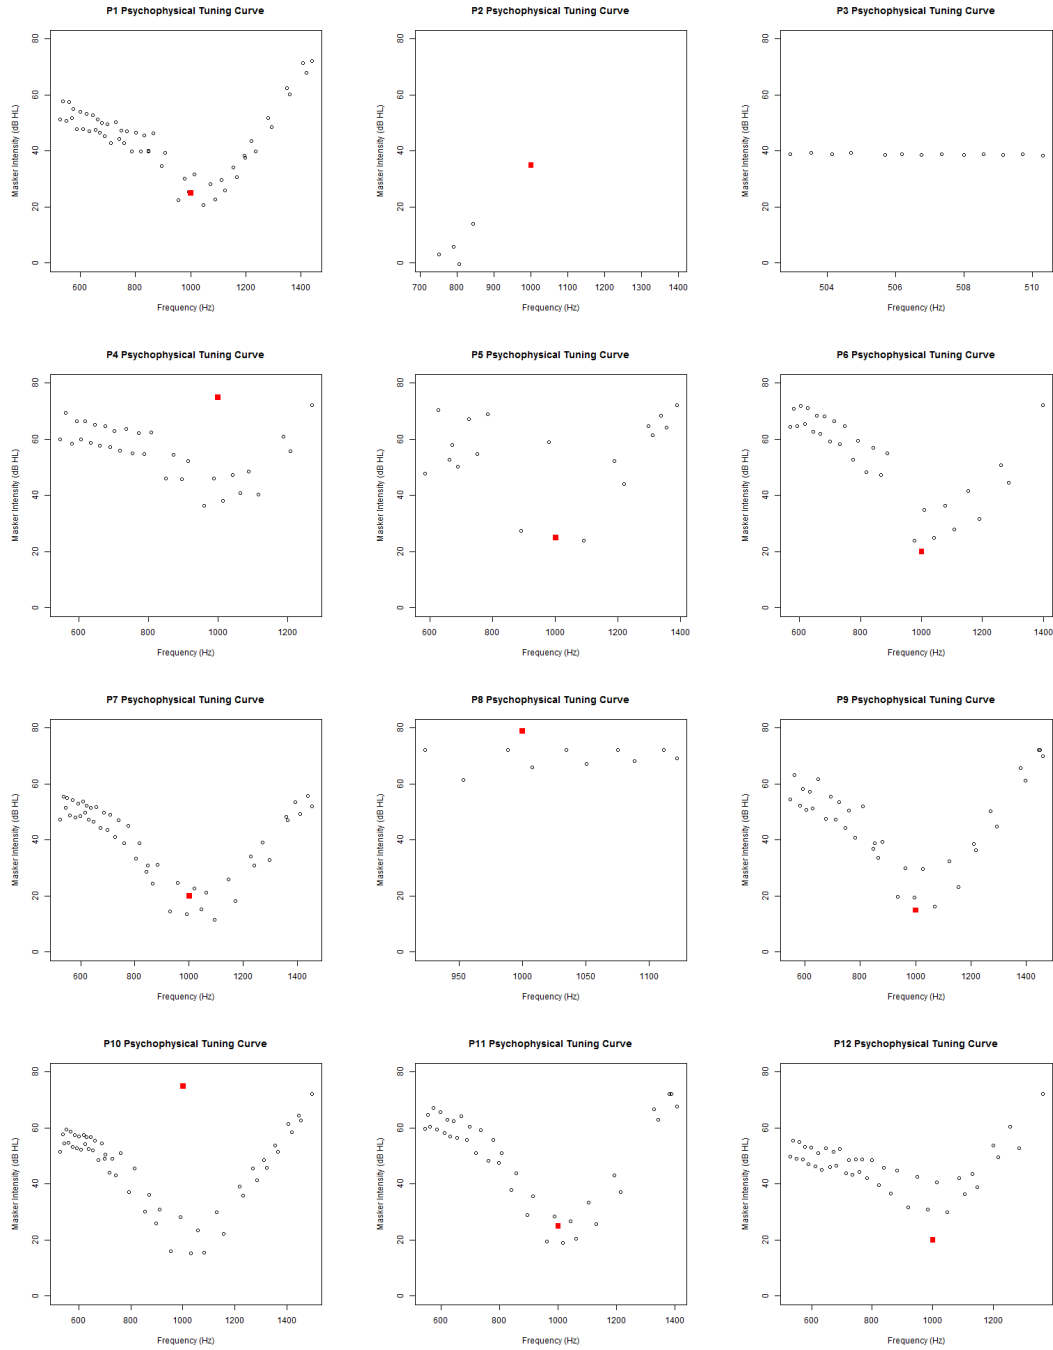 P1 Psychophysical Tuning Curve
Masker Intensity (dB HL)
0 20 40 60 80
600 800 1000 1200 1400
Frequency (Hz)
P2 Psychophysical Tuning Curve
Masker Intensity (dB HL)
0 20 40 60 80
700 800 900 1000 1100 1200 1300 1400
Frequency (Hz)
P3 Psychophysical Tuning Curve
Masker Intensity (dB HL)
0 20 40 60 80
504 506 508 510
Frequency (Hz)
P4 Psychophysical Tuning Curve
Masker Intensity (dB HL)
0 20 40 60 80
600 800 1000 1200
Frequency (Hz)
P5 Psychophysical Tuning Curve
Masker Intensity (dB HL)
0 20 40 60 80
600 800 1000 1200 1400
Frequency (Hz)
P6 Psychophysical Tuning Curve
Masker Intensity (dB HL)
0 20 40 60 80
600 800 1000 1200 1400
Frequency (Hz)
P7 Psychophysical Tuning Curve
Masker Intensity (dB HL)
0 20 40 60 80
600 800 1000 1200 1400
Frequency (Hz)
P8 Psychophysical Tuning Curve
Masker Intensity (dB HL)
0 20 40 60 80
950 1000 1050 1100
Frequency (Hz)
P9 Psychophysical Tuning Curve
Masker Intensity (dB HL)
0 20 40 60 80
600 800 1000 1200 1400
Frequency (Hz)
P10 Psychophysical Tuning Curve
Masker Intensity (dB HL)
0 20 40 60 80
600 800 1000 1200 1400
Frequency (Hz)
P11 Psychophysical Tuning Curve
Masker Intensity (dB HL)
0 20 40 60 80
600 800 1000 1200 1400
Frequency (Hz)
P12 Psychophysical Tuning Curve
Masker Intensity (dB HL)
0 20 40 60 80
600 800 1000 1200
Frequency (Hz)